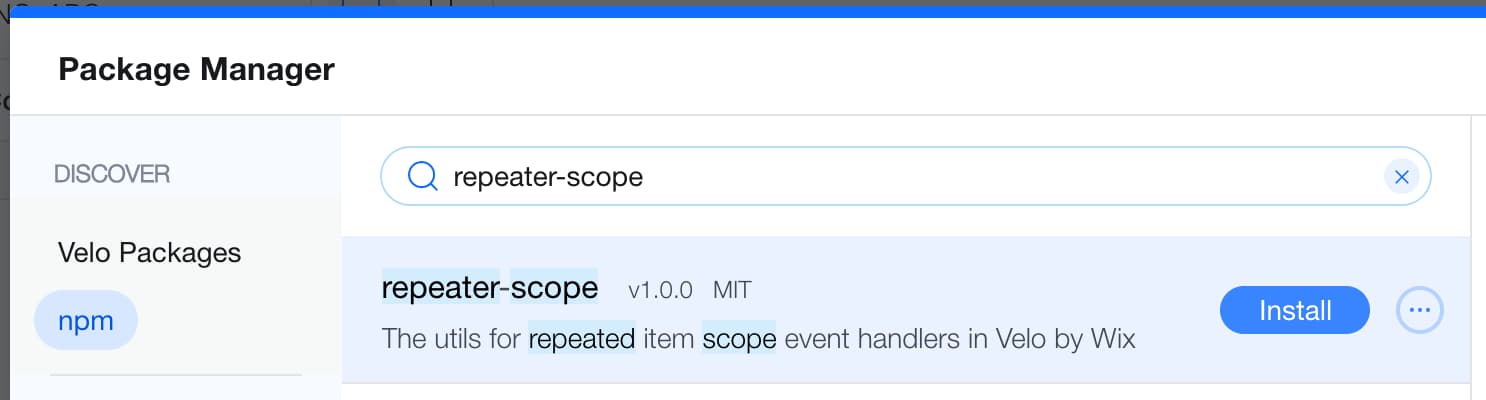 Package Manager
DISCOVER
Velo Packages
npm
repeater-scope
repeater-scope v1.0.0 MIT
The utils for repeated item scope event handlers in Velo by Wix
Install